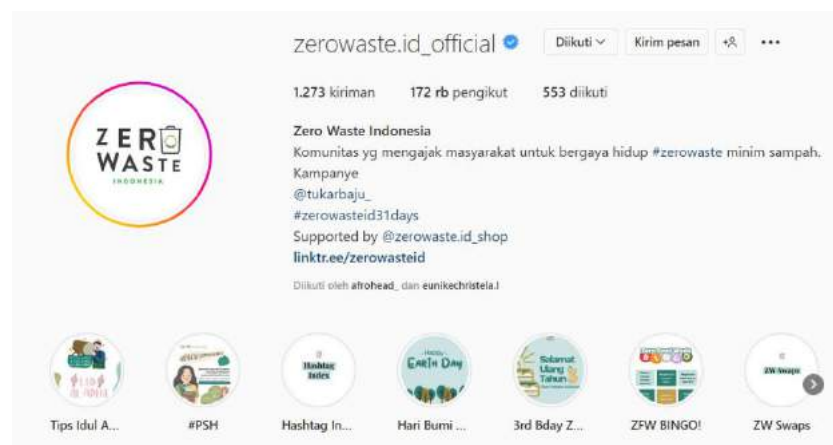 zerowaste.id_official
Diikuti
Kirim pesan
1.273 kiriman 172 rb pengikut 553 diikuti
ZERO
WASTE
INDONESIA
Zero Waste Indonesia
Komunitas yg mengajak masyarakat untuk bergaya hidup #zerowaste minim sampah.
Kampanye
@tukarbaju_
#zerowasteid31days
Supported by @zerowaste.id_shop
linktr.ee/zerowasteid
Diikuti oleh afrohead_ dan eunikechristela.l
Hashtag
Index
HAPPY
EARTH DAY
Selamat
Ulang
Tahun
ZW Swaps
Tips Idul A... #PSH Hashtag In... Hari Bumi ... 3rd Bday Z... ZFW BINGO! ZW Swaps